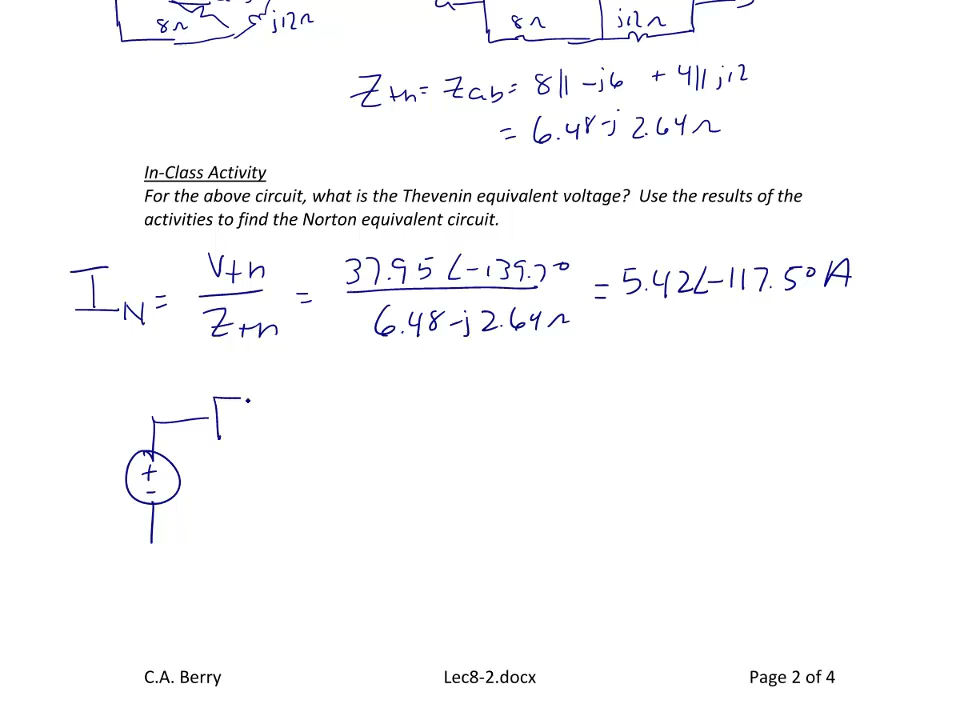 8Ω j12Ω 8Ω j12Ω
Zth = Zab = 8||-j6 + 4||j12
= 6.48-j 2.64Ω
In-Class Activity
For the above circuit, what is the Thevenin equivalent voltage? Use the results of the
activities to find the Norton equivalent circuit.
IN = Vth / Zth = 37.95∠-139.7° / 6.48-j2.64Ω = 5.42∠-117.5° A
+
-
C.A. Berry Lec8-2.docx Page 2 of 4